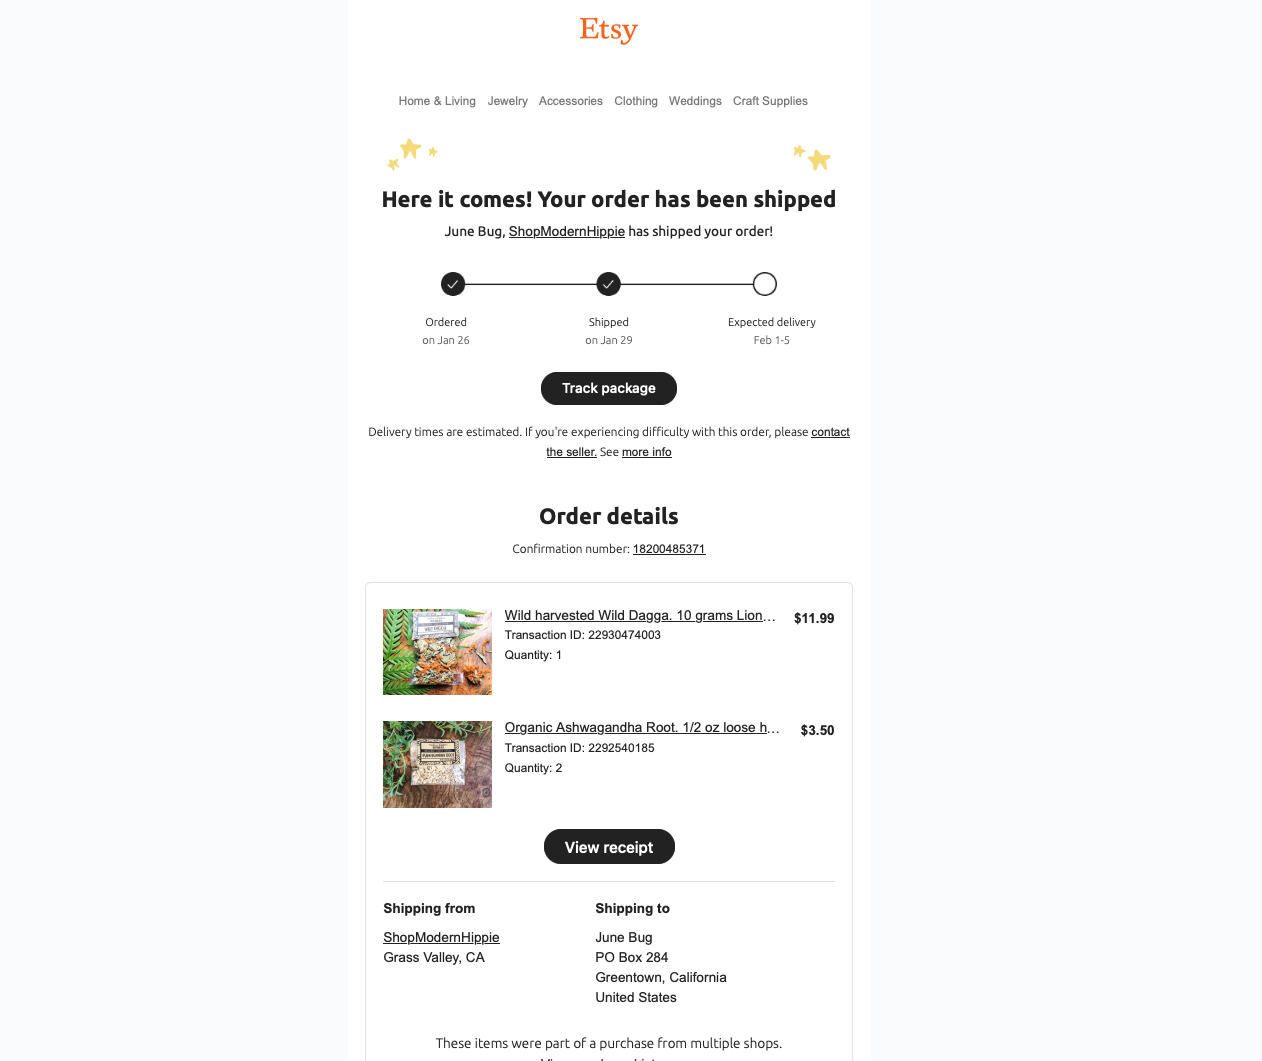 Etsy
Home & Living Jewelry Accessories Clothing Weddings Craft Supplies
Here it comes! Your order has been shipped
June Bug, ShopModernHippie has shipped your order!
Ordered
on Jan 26
Shipped
on Jan 29
Expected delivery
Feb 1-5
Track package
Delivery times are estimated. If you're experiencing difficulty with this order, please contact
the seller. See more info
Order details
Confirmation number: 18200485371
Wild harvested Wild Dagga. 10 grams Lion... $11.99
Transaction ID: 22930474003
Quantity: 1
Organic Ashwagandha Root. 1/2 oz loose h... $3.50
Transaction ID: 2292540185
Quantity: 2
View receipt
Shipping from
ShopModernHippie
Grass Valley, CA
Shipping to
June Bug
PO Box 284
Greentown, California
United States
These items were part of a purchase from multiple shops.